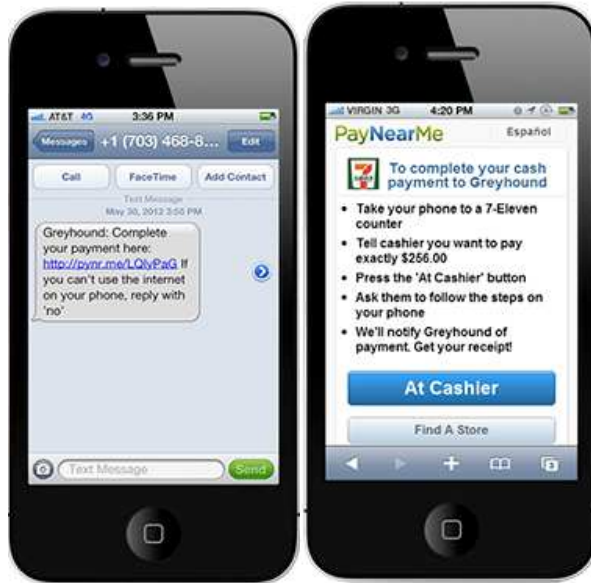 AT&T 4G 3:36 PM
Messages +1 (703) 468-8... Edit
Call FaceTime Add Contact
Text Message
May 30, 2012 3:55 PM
Greyhound: Complete
your payment here:
http://pynr.me/LQlyPaG If
you can't use the internet
on your phone, reply with
'no'
Text Message Send
VIRGIN 3G 4:20 PM
PayNearMe Español
To complete your cash
payment to Greyhound
• Take your phone to a 7-Eleven
counter
• Tell cashier you want to pay
exactly $256.00
• Press the 'At Cashier' button
• Ask them to follow the steps on
your phone
• We'll notify Greyhound of
payment. Get your receipt!
At Cashier
Find A Store